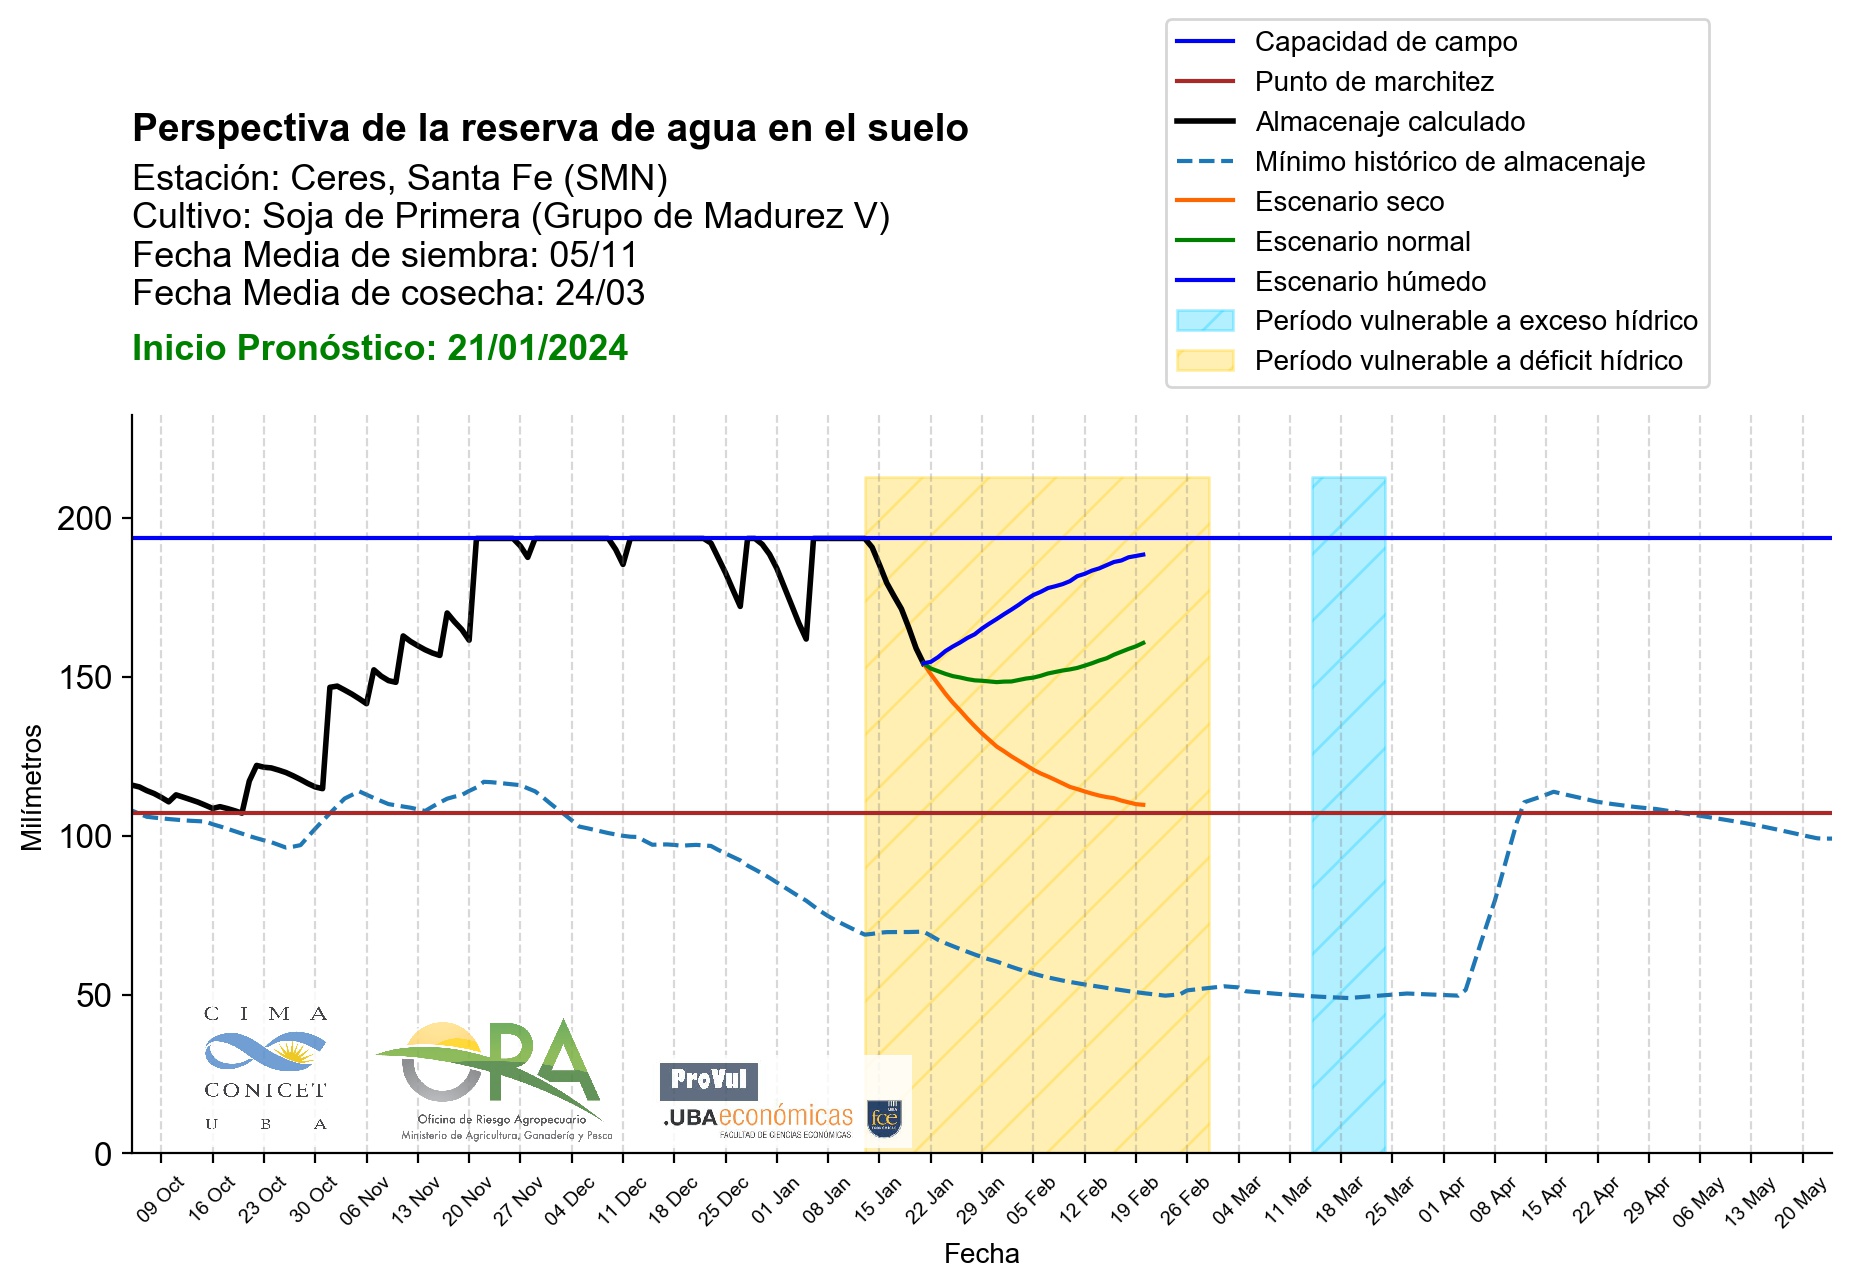 Capacidad de campo
Punto de marchitez
Almacenaje calculado
Mínimo histórico de almacenaje
Escenario seco
Escenario normal
Escenario húmedo
Período vulnerable a exceso hídrico
Período vulnerable a déficit hídrico
Perspectiva de la reserva de agua en el suelo
Estación: Ceres, Santa Fe (SMN)
Cultivo: Soja de Primera (Grupo de Madurez V)
Fecha Media de siembra: 05/11
Fecha Media de cosecha: 24/03
Inicio Pronóstico: 21/01/2024
Milímetros
200
150
100
50
0
CIMA
CONICET
UBA
ORA
Oficina de Riesgo Agropecuario
Ministerio de Agricultura, Ganadería y Pesca
ProVul
.UBAeconómicas
FACULTAD DE CIENCIAS ECONÓMICAS
fce
09 Oct
16 Oct
23 Oct
30 Oct
06 Nov
13 Nov
20 Nov
27 Nov
04 Dec
11 Dec
18 Dec
25 Dec
01 Jan
08 Jan
15 Jan
22 Jan
29 Jan
05 Feb
12 Feb
19 Feb
26 Feb
04 Mar
11 Mar
18 Mar
25 Mar
01 Apr
08 Apr
15 Apr
22 Apr
29 Apr
06 May
13 May
20 May
Fecha